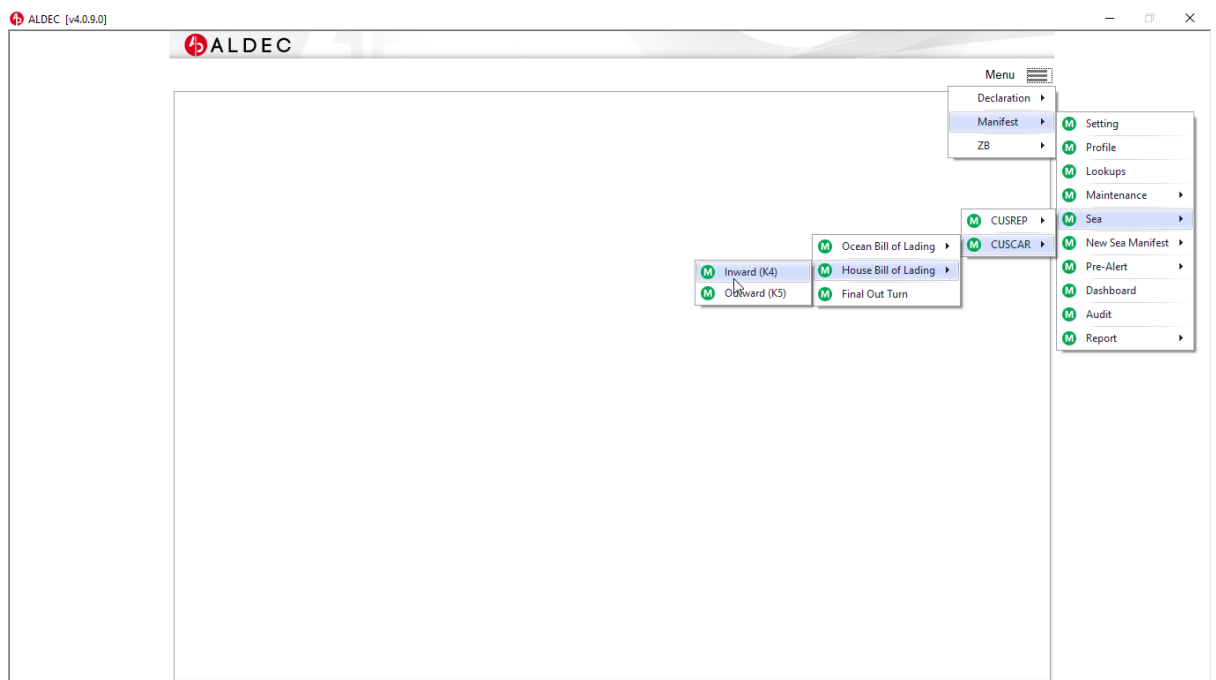 ALDEC [v4.0.9.0]
ALDEC
Menu
Declaration
Manifest
ZB
M Setting
M Profile
M Lookups
M Maintenance
M Sea
M New Sea Manifest
M Pre-Alert
M Dashboard
M Audit
M Report
M CUSREP
M CUSCAR
M Ocean Bill of Lading
M House Bill of Lading
M Final Out Turn
M Inward (K4)
M Outward (K5)